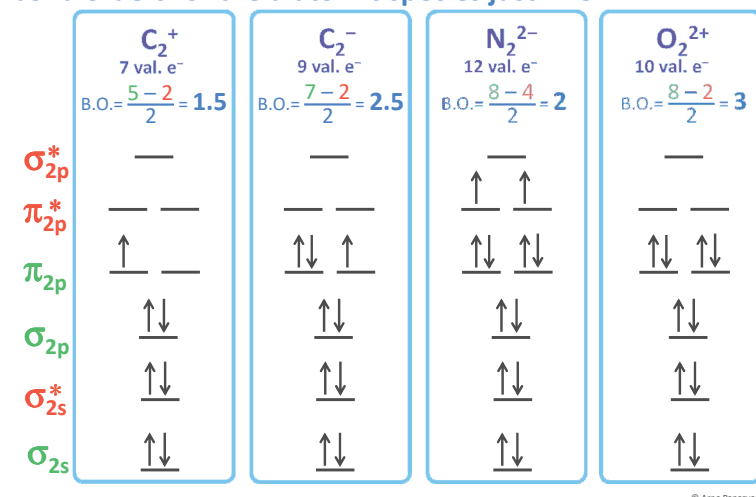 C₂⁺
7 val. e⁻
B.O.= 5 – 2 / 2 = 1.5
C₂⁻
9 val. e⁻
B.O.= 7 – 2 / 2 = 2.5
N₂²⁻
12 val. e⁻
B.O.= 8 – 4 / 2 = 2
O₂²⁺
10 val. e⁻
B.O.= 8 – 2 / 2 = 3
σ*2p
π*2p
π2p
σ2p
σ*2s
σ2s